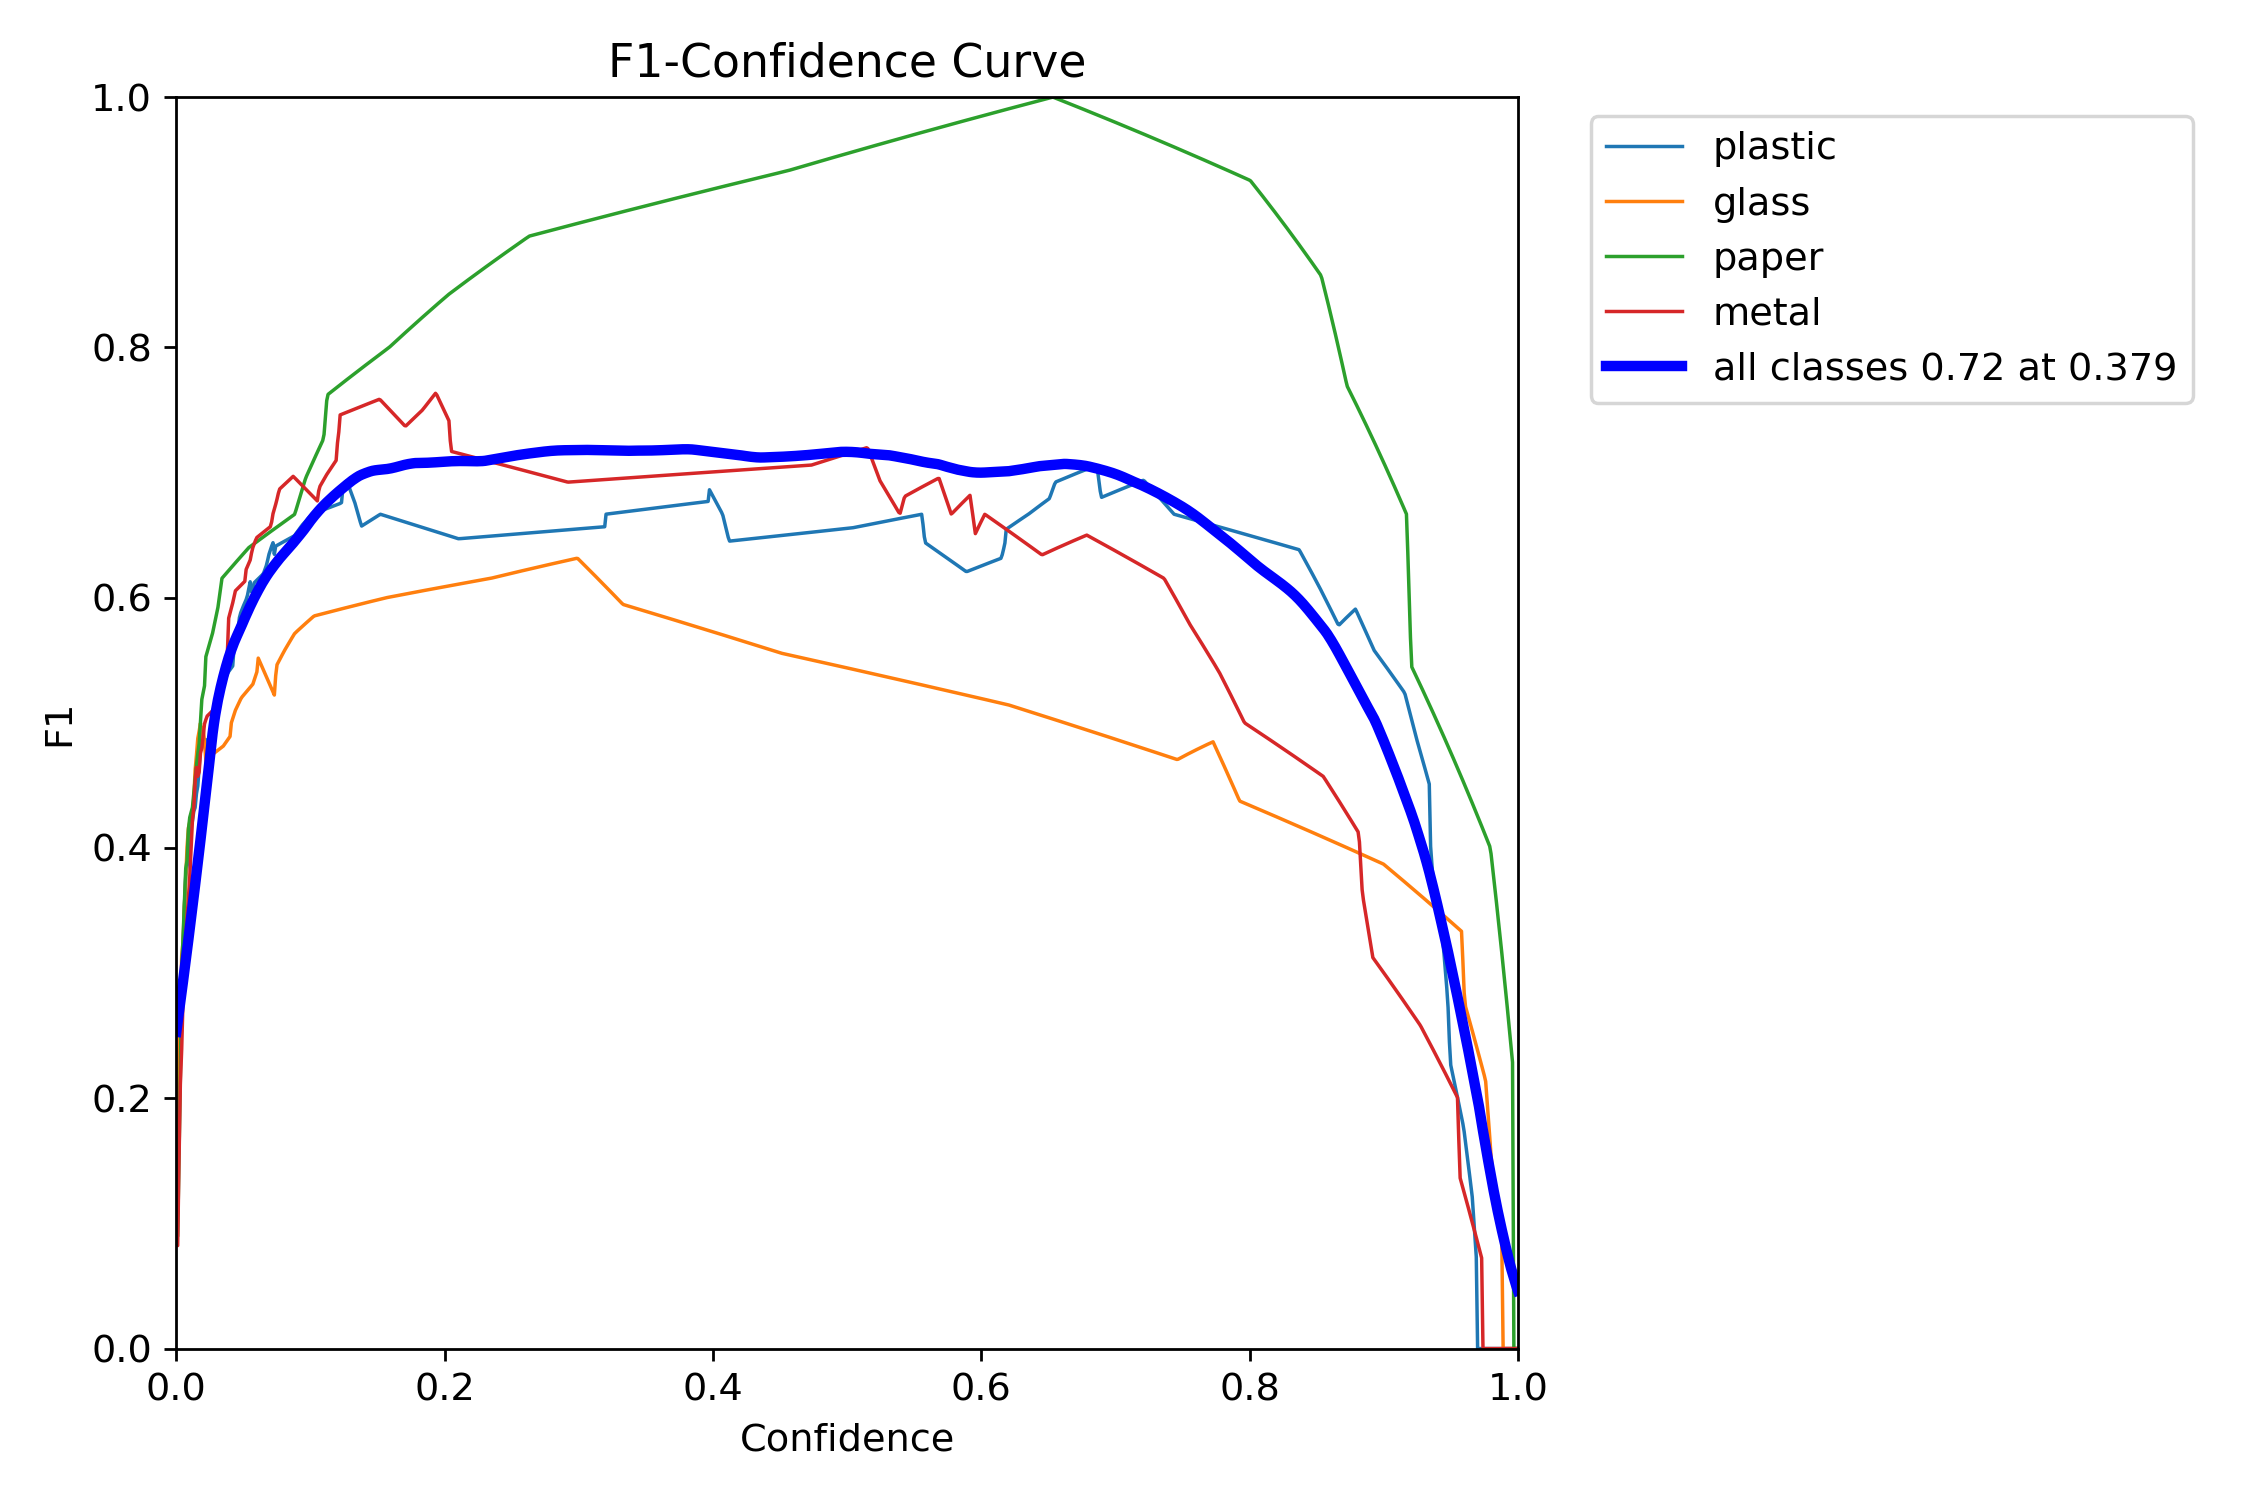 F1-Confidence Curve
1.0
0.8
0.6
0.4
0.2
0.0
F1
0.0 0.2 0.4 0.6 0.8 1.0
Confidence
plastic
glass
paper
metal
all classes 0.72 at 0.379